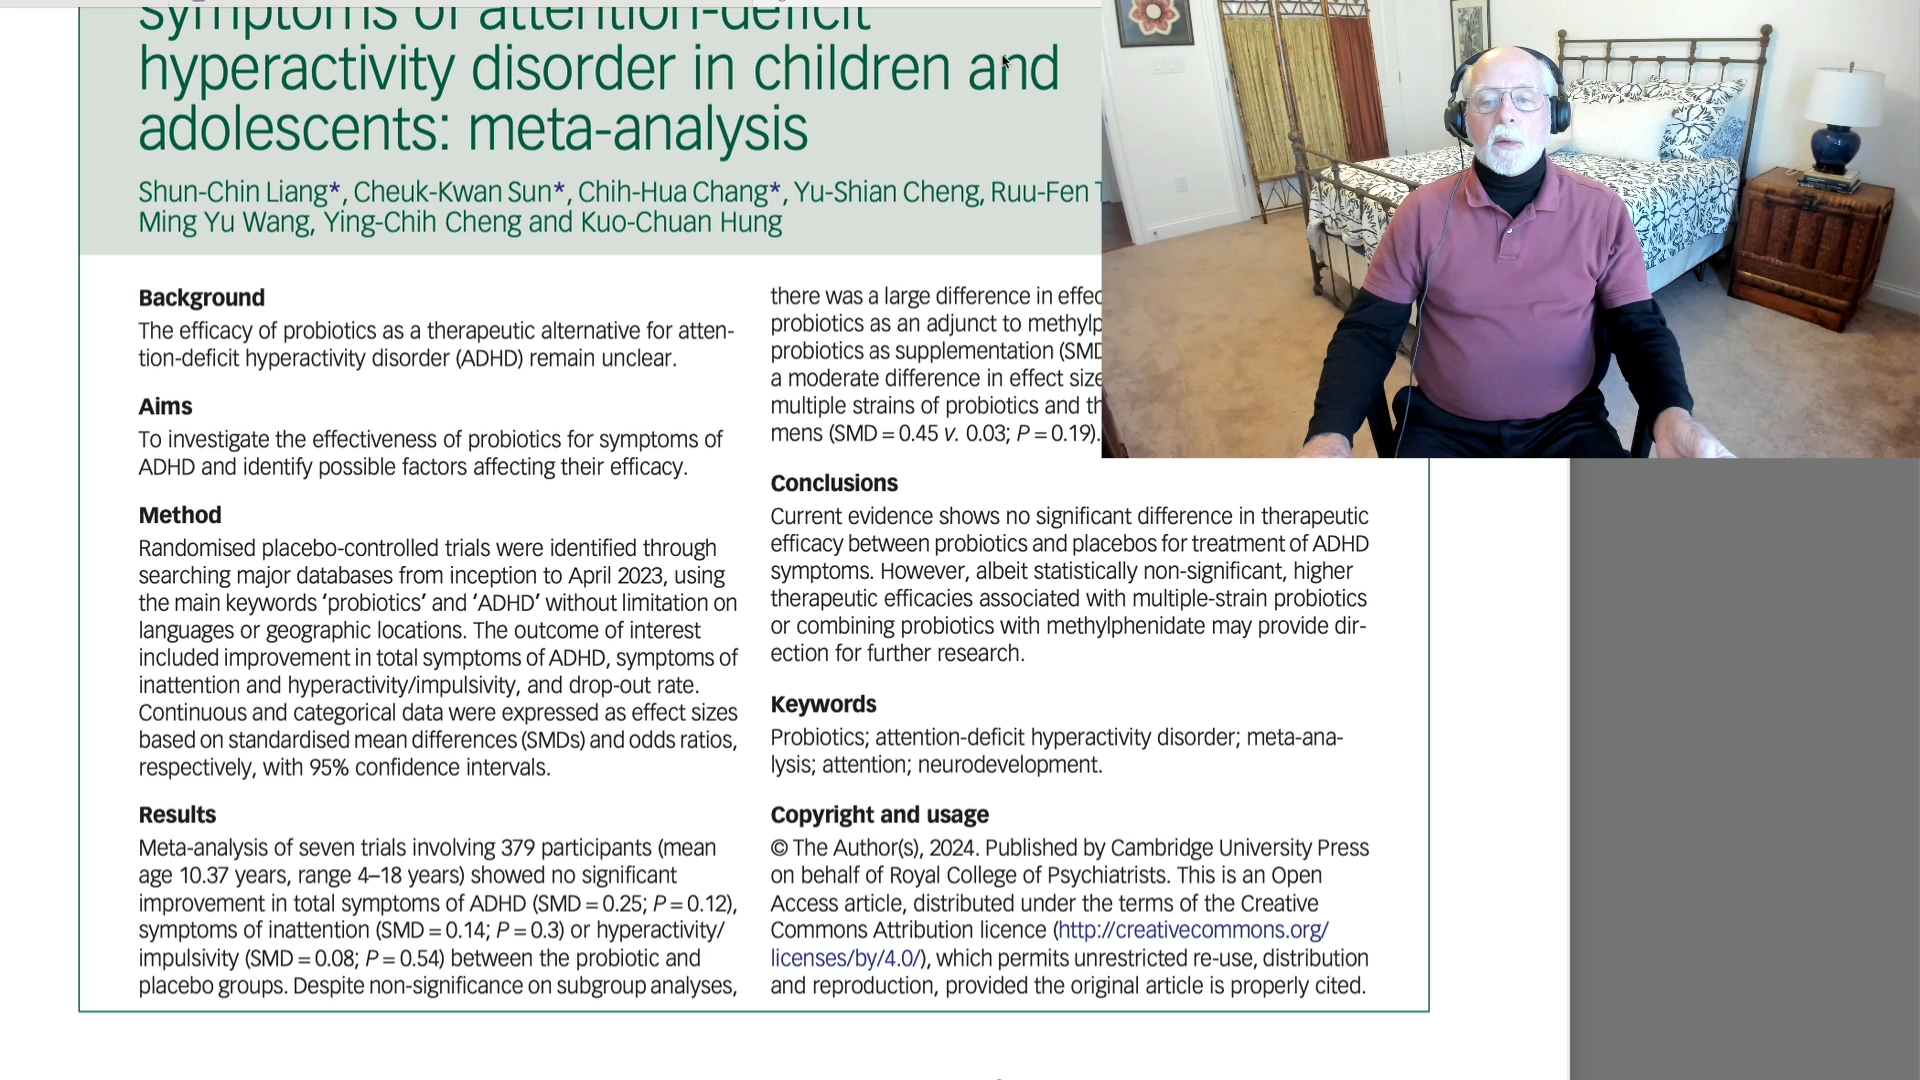 symptoms of attention-deficit
hyperactivity disorder in children and
adolescents: meta-analysis
Shun-Chin Liang*, Cheuk-Kwan Sun*, Chih-Hua Chang*, Yu-Shian Cheng, Ruu-Fen
Ming Yu Wang, Ying-Chih Cheng and Kuo-Chuan Hung
Background
The efficacy of probiotics as a therapeutic alternative for atten-
tion-deficit hyperactivity disorder (ADHD) remain unclear.
Aims
To investigate the effectiveness of probiotics for symptoms of
ADHD and identify possible factors affecting their efficacy.
Method
Randomised placebo-controlled trials were identified through
searching major databases from inception to April 2023, using
the main keywords ‘probiotics’ and ‘ADHD’ without limitation on
languages or geographic locations. The outcome of interest
included improvement in total symptoms of ADHD, symptoms of
inattention and hyperactivity/impulsivity, and drop-out rate.
Continuous and categorical data were expressed as effect sizes
based on standardised mean differences (SMDs) and odds ratios,
respectively, with 95% confidence intervals.
Results
Meta-analysis of seven trials involving 379 participants (mean
age 10.37 years, range 4–18 years) showed no significant
improvement in total symptoms of ADHD (SMD = 0.25; P = 0.12),
symptoms of inattention (SMD = 0.14; P = 0.3) or hyperactivity/
impulsivity (SMD = 0.08; P = 0.54) between the probiotic and
placebo groups. Despite non-significance on subgroup analyses,
there was a large difference in
probiotics as an adjunct to
probiotics as supplementation (SMD
a moderate difference in effect size
multiple strains of probiotics and
mens (SMD = 0.45 v. 0.03; P = 0.19).
Conclusions
Current evidence shows no significant difference in therapeutic
efficacy between probiotics and placebos for treatment of ADHD
symptoms. However, albeit statistically non-significant, higher
therapeutic efficacies associated with multiple-strain probiotics
or combining probiotics with methylphenidate may provide dir-
ection for further research.
Keywords
Probiotics; attention-deficit hyperactivity disorder; meta-ana-
lysis; attention; neurodevelopment.
Copyright and usage
© The Author(s), 2024. Published by Cambridge University Press
on behalf of Royal College of Psychiatrists. This is an Open
Access article, distributed under the terms of the Creative
Commons Attribution licence (http://creativecommons.org/
licenses/by/4.0/), which permits unrestricted re-use, distribution
and reproduction, provided the original article is properly cited.